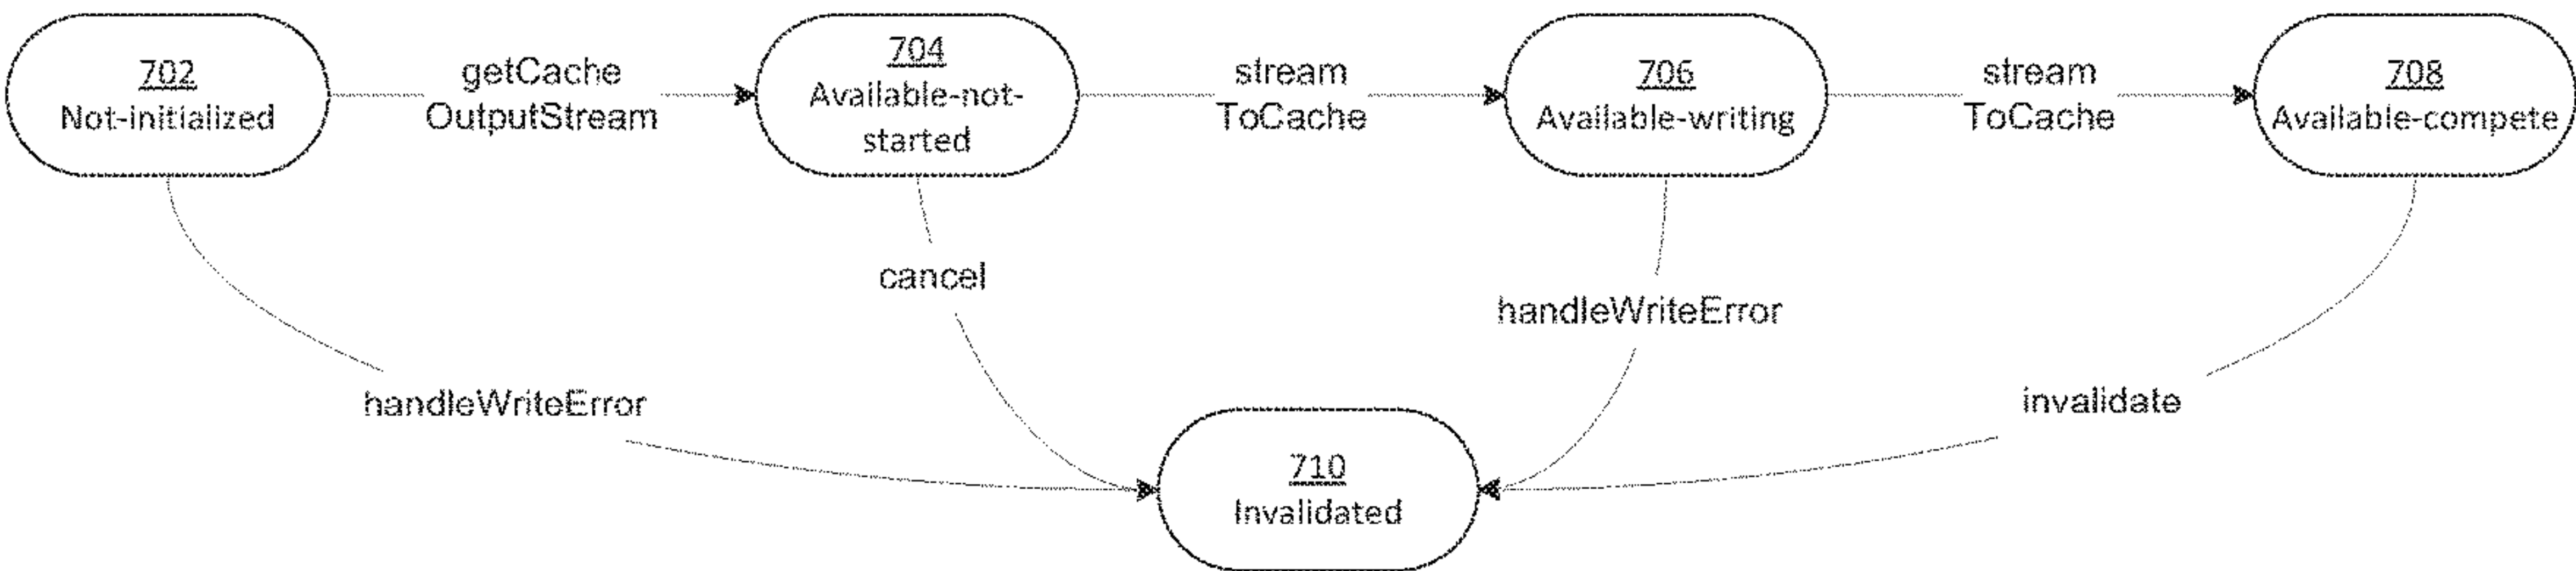 702
Not-initialized
getCache
OutputStream
704
Available-not-
started
stream
ToCache
706
Available-writing
stream
ToCache
708
Available-compete
cancel
handleWriteError
handleWriteError
invalidate
710
Invalidated